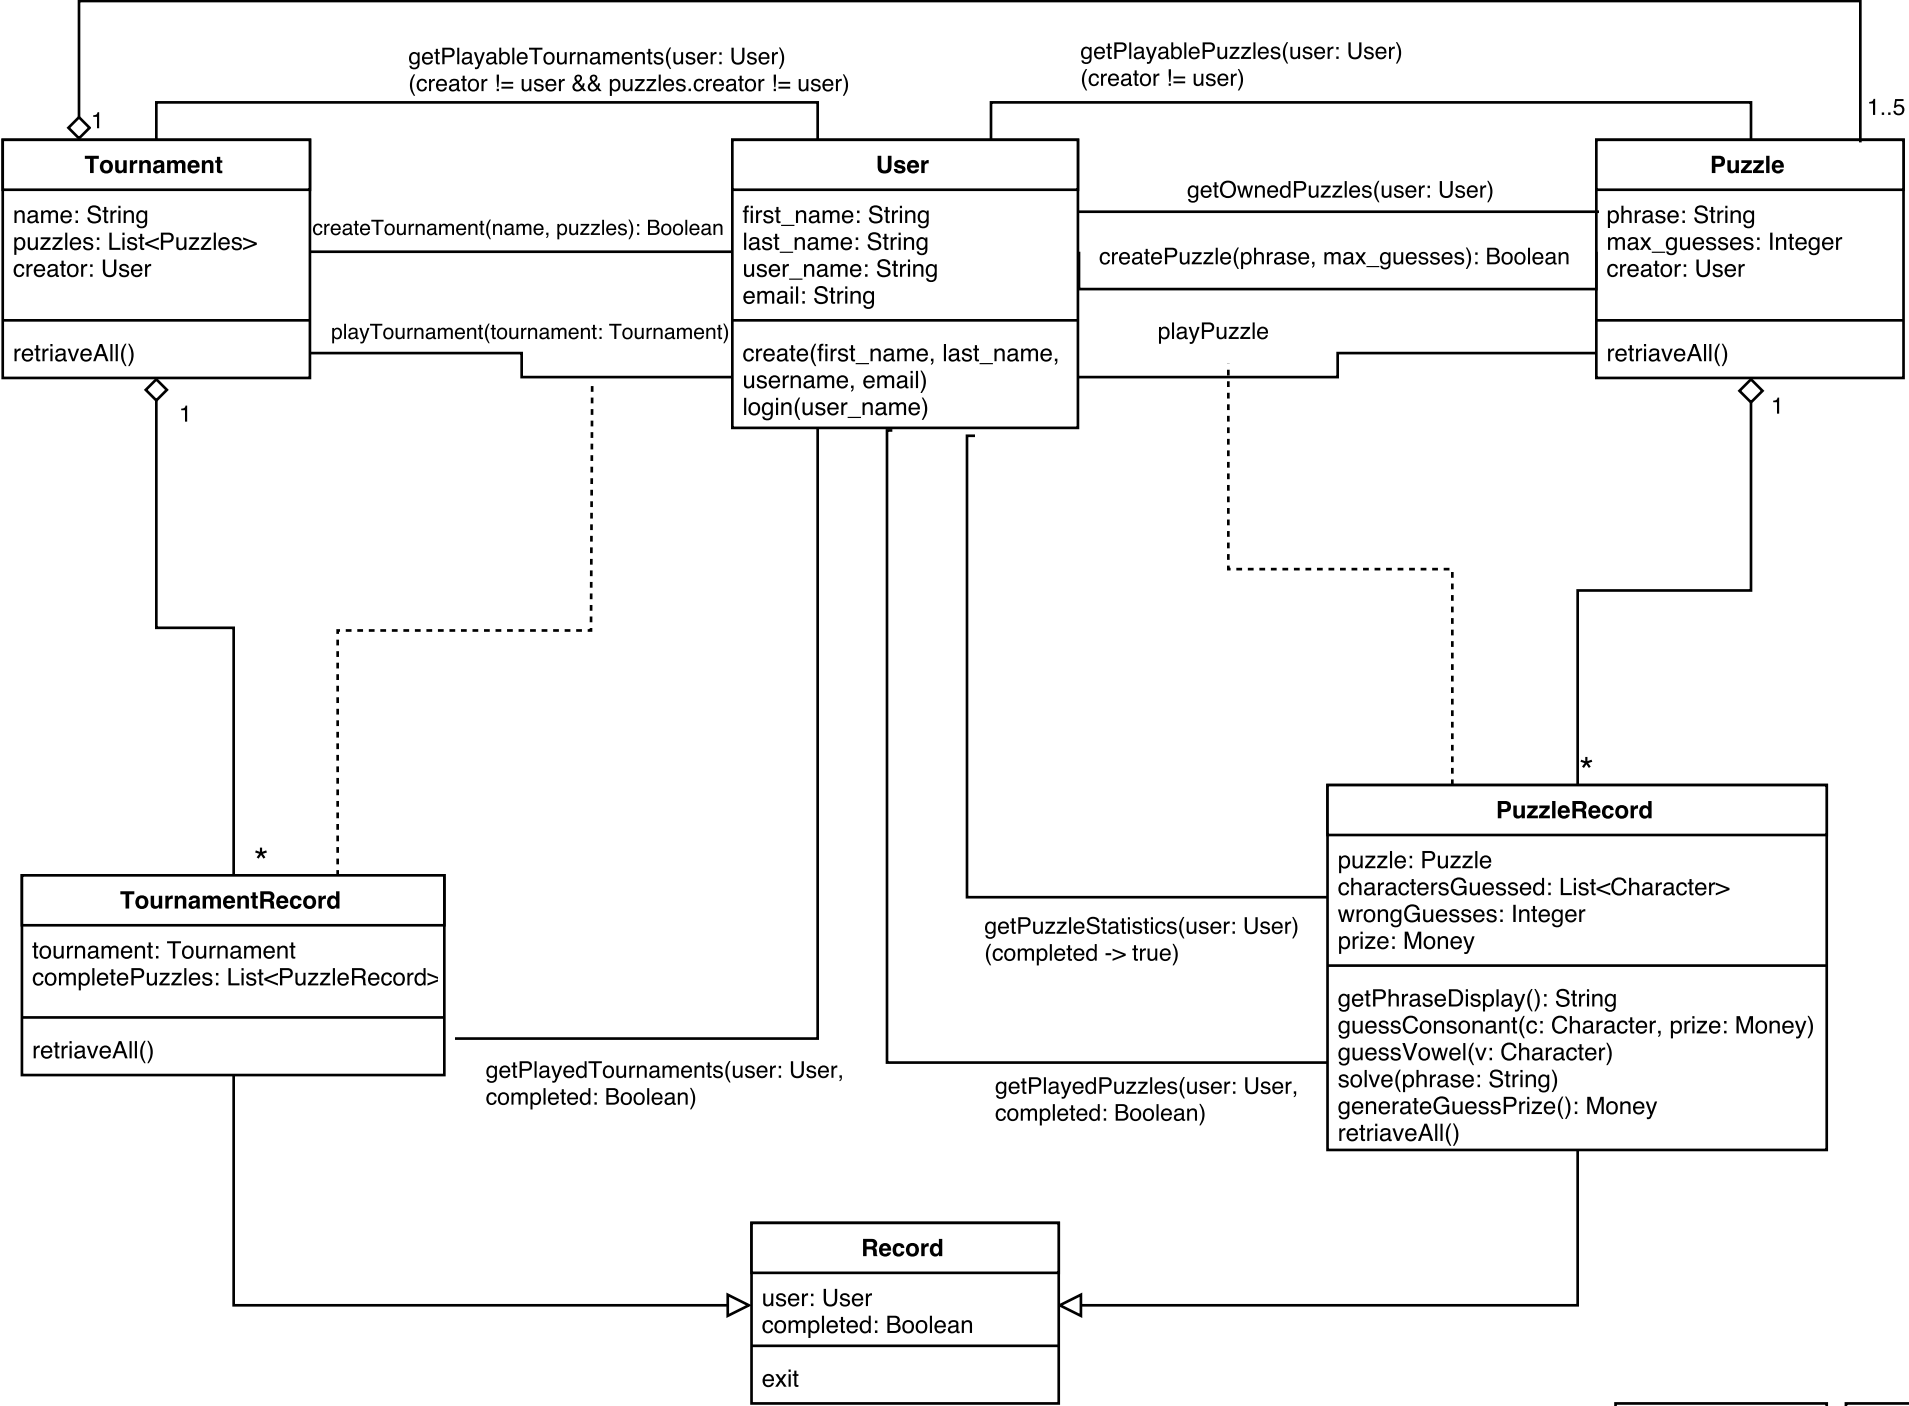 getPlayableTournaments(user: User)
(creator != user && puzzles.creator != user)
getPlayablePuzzles(user: User)
(creator != user)
1
1..5
Tournament
name: String
puzzles: List<Puzzles>
creator: User
retriaveAll()
createTournament(name, puzzles): Boolean
playTournament(tournament: Tournament)
User
first_name: String
last_name: String
user_name: String
email: String
create(first_name, last_name,
username, email)
login(user_name)
getOwnedPuzzles(user: User)
createPuzzle(phrase, max_guesses): Boolean
playPuzzle
Puzzle
phrase: String
max_guesses: Integer
creator: User
retriaveAll()
1
1
*
*
TournamentRecord
tournament: Tournament
completePuzzles: List<PuzzleRecord>
retriaveAll()
getPlayedTournaments(user: User,
completed: Boolean)
getPuzzleStatistics(user: User)
(completed -> true)
getPlayedPuzzles(user: User,
completed: Boolean)
PuzzleRecord
puzzle: Puzzle
charactersGuessed: List<Character>
wrongGuesses: Integer
prize: Money
getPhraseDisplay(): String
guessConsonant(c: Character, prize: Money)
guessVowel(v: Character)
solve(phrase: String)
generateGuessPrize(): Money
retriaveAll()
Record
user: User
completed: Boolean
exit